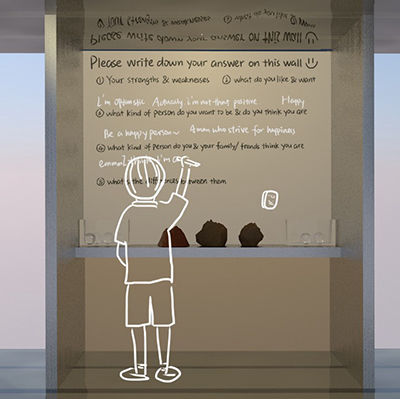 Please write down your answer on this wall :)
① Your strengths & weaknesses ② what do you like & want
I'm optimistic Actually i'm not that positive Happy
③ what kind of person do you want to be & do you think you are
Be a happy person~ A man who strive for happiness
④ what kind of person do you & your family/friends think you are
emmm I'm a
⑤ what's the differences between them